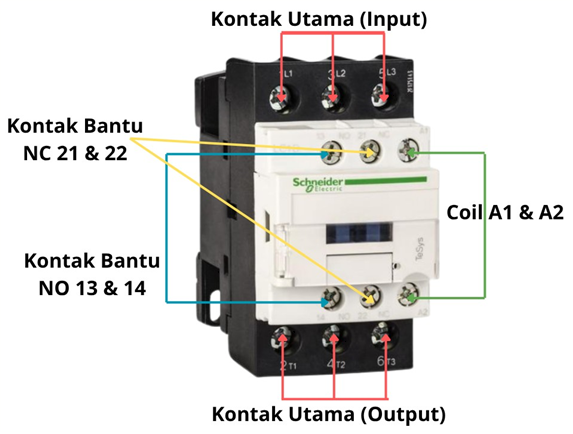 Kontak Utama (Input)
1 L1 3 L2 5 L3
Kontak Bantu
NC 21 & 22
13 NO 21 NC A1
Schneider
Electric
Coil A1 & A2
TeSys
Kontak Bantu
NO 13 & 14
14 NO 22 NC A2
2 T1 4 T2 6 T3
Kontak Utama (Output)